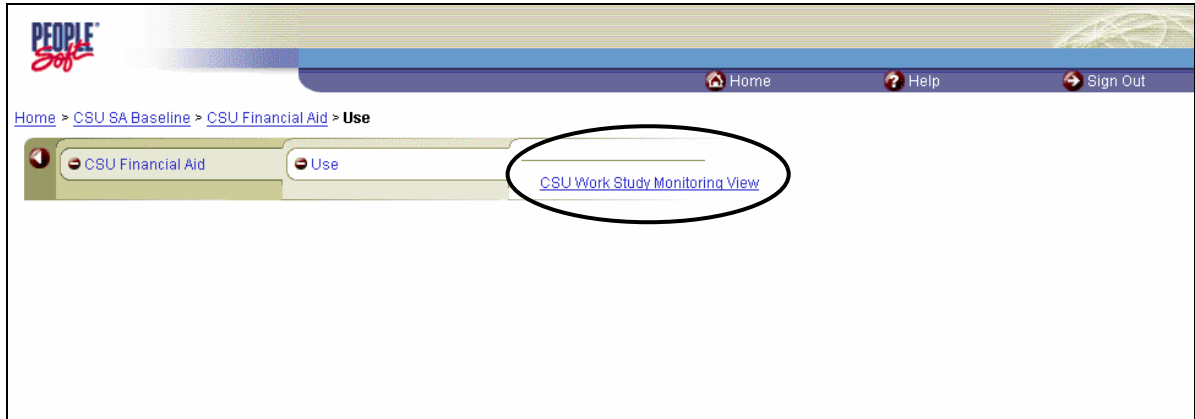 PEOPLE
Soft
Home Help Sign Out
Home > CSU SA Baseline > CSU Financial Aid > Use
CSU Financial Aid Use
CSU Work Study Monitoring View